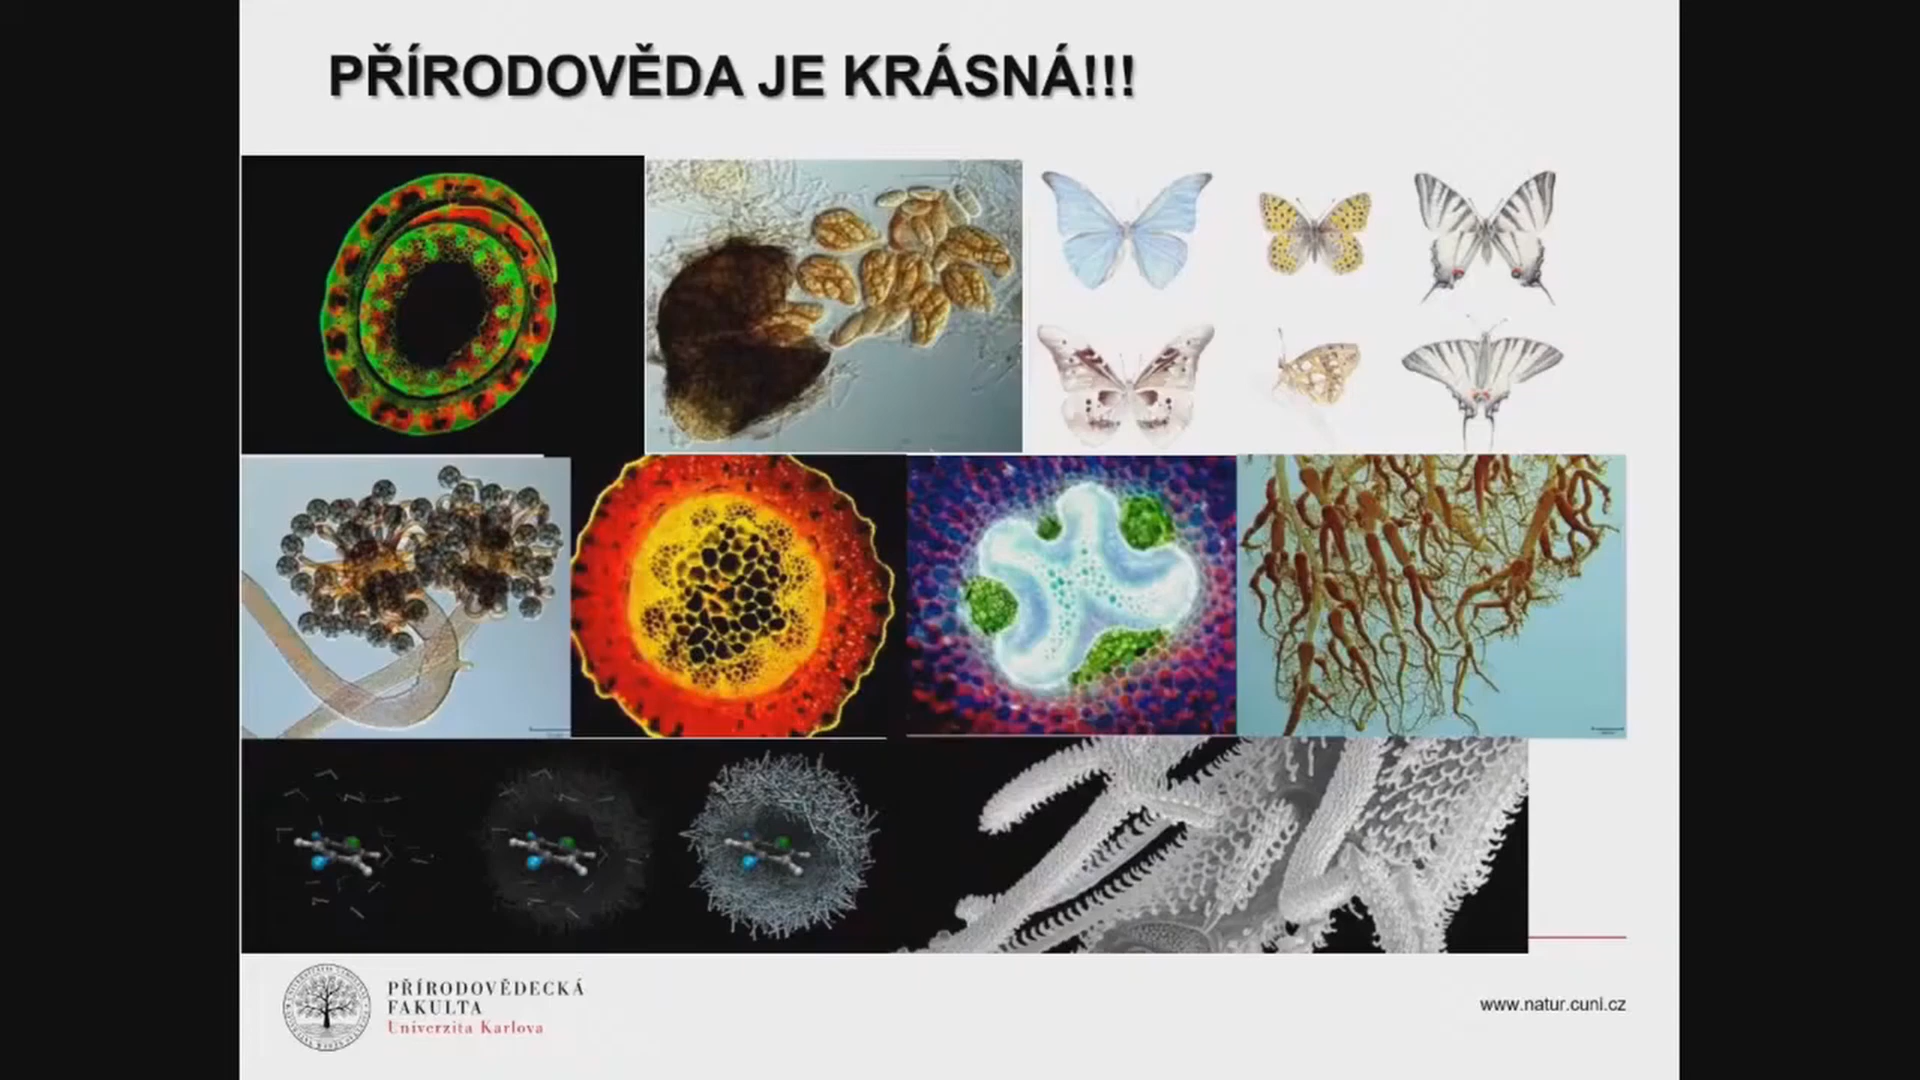 PŘÍRODOVĚDA JE KRÁSNÁ!!!
PŘÍRODOVĚDECKÁ
FAKULTA
Univerzita Karlova
www.natur.cuni.cz